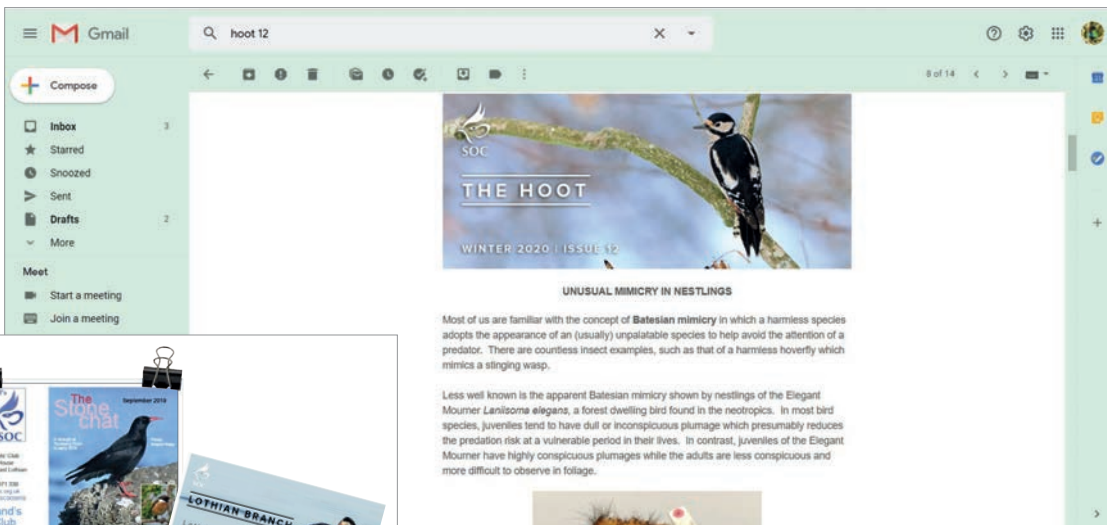 Gmail
hoot 12
Compose
8 of 14
Inbox 3
Starred
Snoozed
Sent
Drafts 2
More
Meet
Start a meeting
Join a meeting
SOC
THE HOOT
WINTER 2020 | ISSUE 12
UNUSUAL MIMICRY IN NESTLINGS
Most of us are familiar with the concept of Batesian mimicry in which a harmless species
adopts the appearance of an (usually) unpalatable species to help avoid the attention of a
predator. There are countless insect examples, such as that of a harmless hoverfly which
mimics a stinging wasp.
Less well known is the apparent Batesian mimicry shown by nestlings of the Elegant
Mourner Laniisoma elegans, a forest dwelling bird found in the neotropics. In most bird
species, juveniles tend to have dull or inconspicuous plumage which presumably reduces
the predation risk at a vulnerable period in their lives. In contrast, juveniles of the Elegant
Mourner have highly conspicuous plumages while the adults are less conspicuous and
more difficult to observe in foliage.
SOC
The
Stone
chat
September 2019
LOTHIAN BRANCH